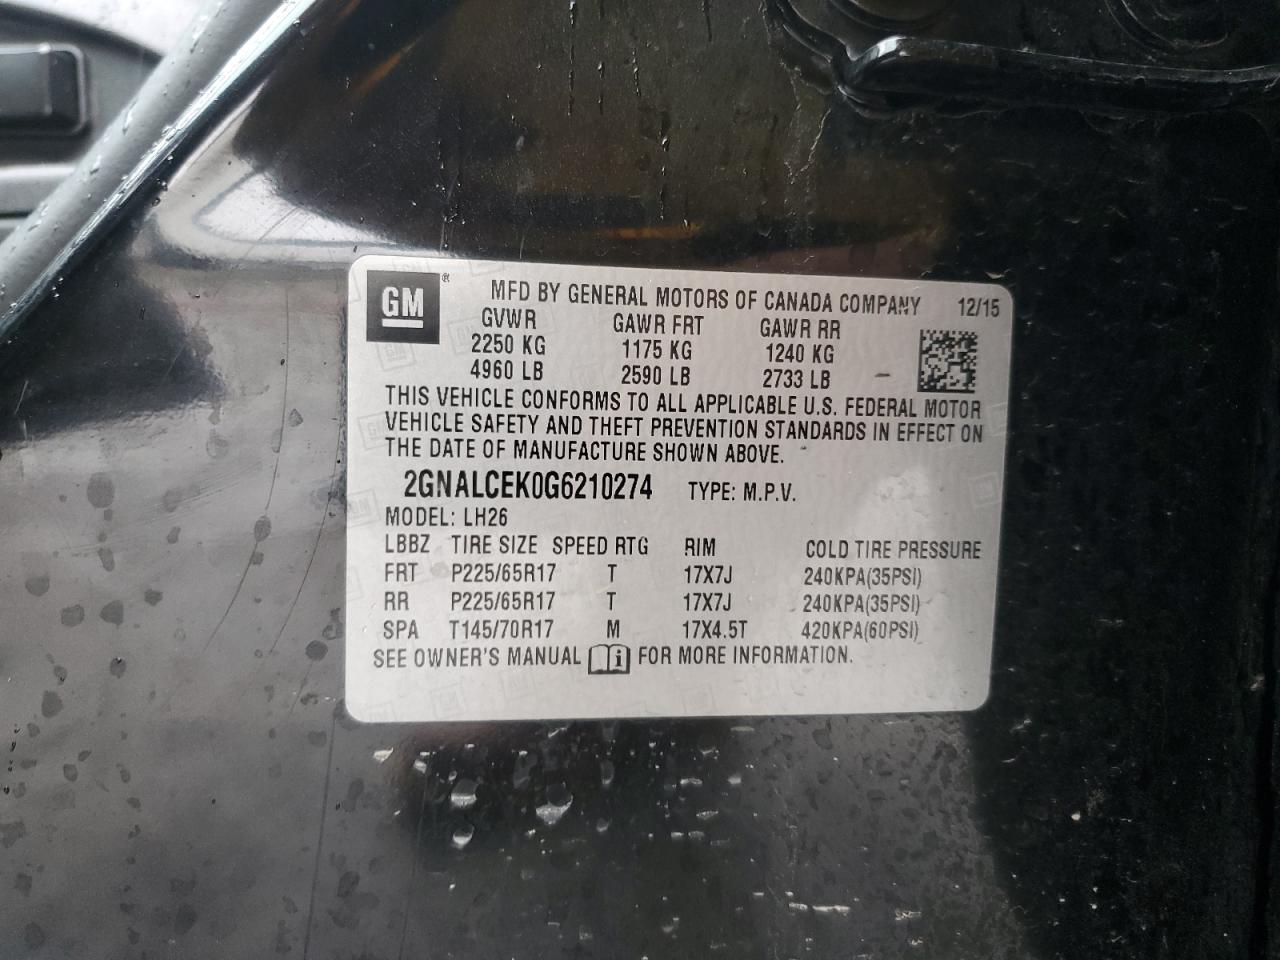 GM ® MFD BY GENERAL MOTORS OF CANADA COMPANY 12/15
GVWR GAWR FRT GAWR RR
2250 KG 1175 KG 1240 KG
4960 LB 2590 LB 2733 LB –
THIS VEHICLE CONFORMS TO ALL APPLICABLE U.S. FEDERAL MOTOR
VEHICLE SAFETY AND THEFT PREVENTION STANDARDS IN EFFECT ON
THE DATE OF MANUFACTURE SHOWN ABOVE.
2GNALCEK0G6210274 TYPE: M.P.V.
MODEL: LH26
LBBZ TIRE SIZE SPEED RTG RIM COLD TIRE PRESSURE
FRT P225/65R17 T 17X7J 240KPA(35PSI)
RR P225/65R17 T 17X7J 240KPA(35PSI)
SPA T145/70R17 M 17X4.5T 420KPA(60PSI)
SEE OWNER'S MANUAL i FOR MORE INFORMATION.